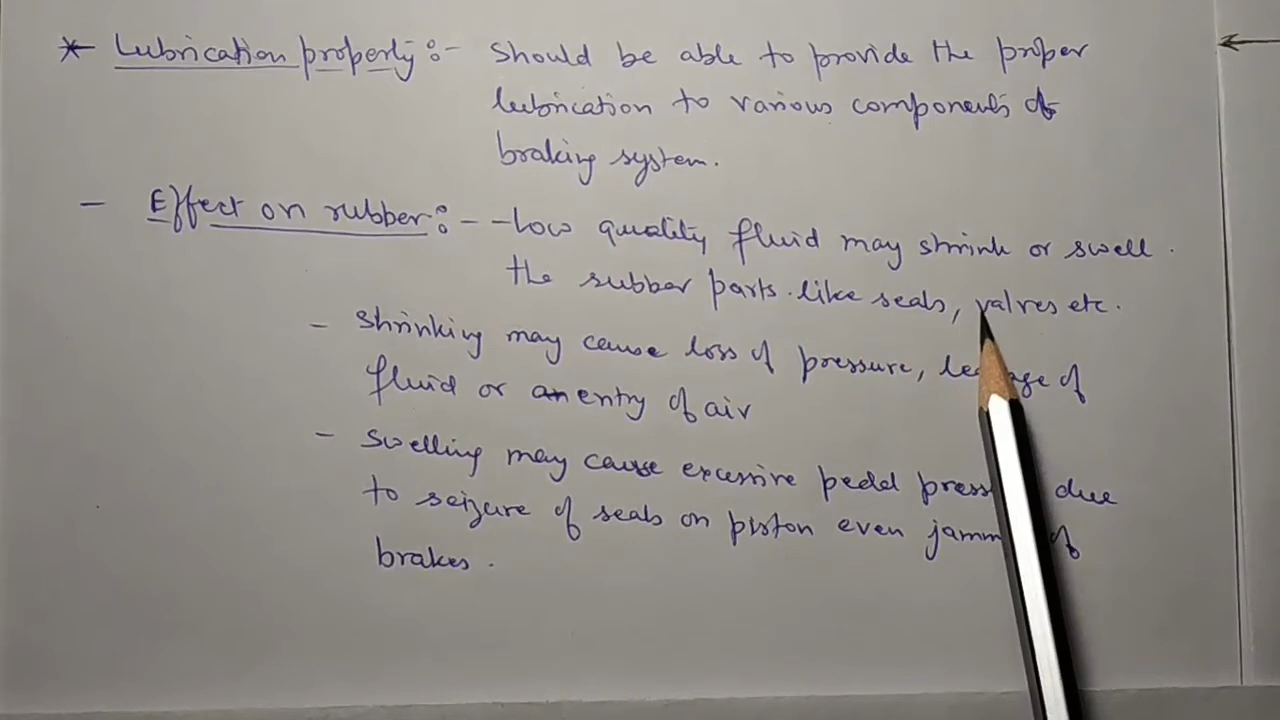 * Lubrication property :- Should be able to provide the proper
lubrication to various components of
braking system.
- Effect on rubber :- - Low quality fluid may shrink or swell.
the rubber parts. like seals, valves etc.
- Shrinking may cause loss of pressure, of
fluid or entry of air
- Swelling may cause excessive pedal due
to seizure of seals on piston even of
brakes.